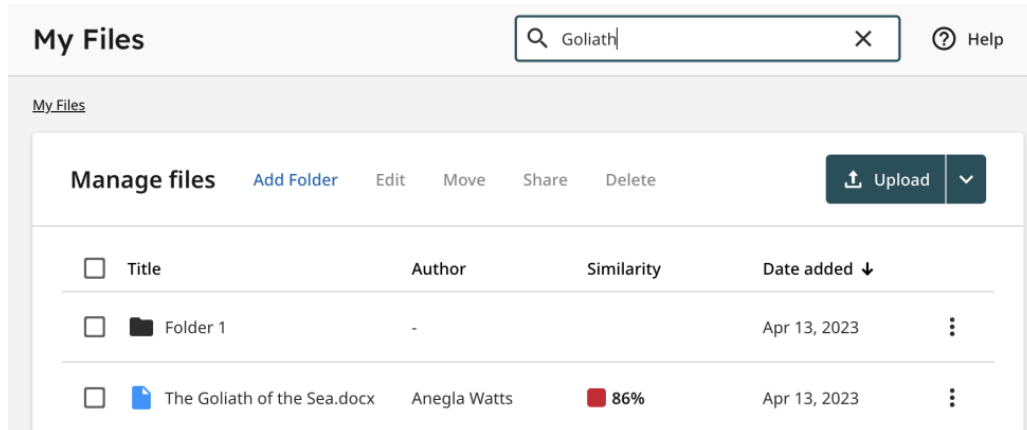 My Files
Goliath
Help
My Files
Manage files Add Folder Edit Move Share Delete Upload
Title Author Similarity Date added
Folder 1 - Apr 13, 2023
The Goliath of the Sea.docx Anegla Watts 86% Apr 13, 2023